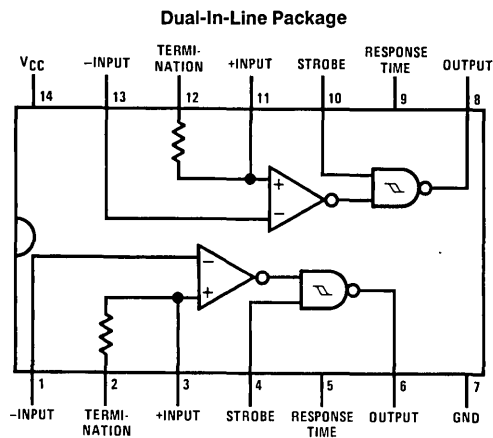 Dual-In-Line Package
VCC
–INPUT
TERMI-
NATION
+INPUT
STROBE
RESPONSE
TIME
OUTPUT
14
13
12
11
10
9
8
+
–
–
+
1
2
3
4
5
6
7
–INPUT
TERMI-
NATION
+INPUT
STROBE
RESPONSE
TIME
OUTPUT
GND